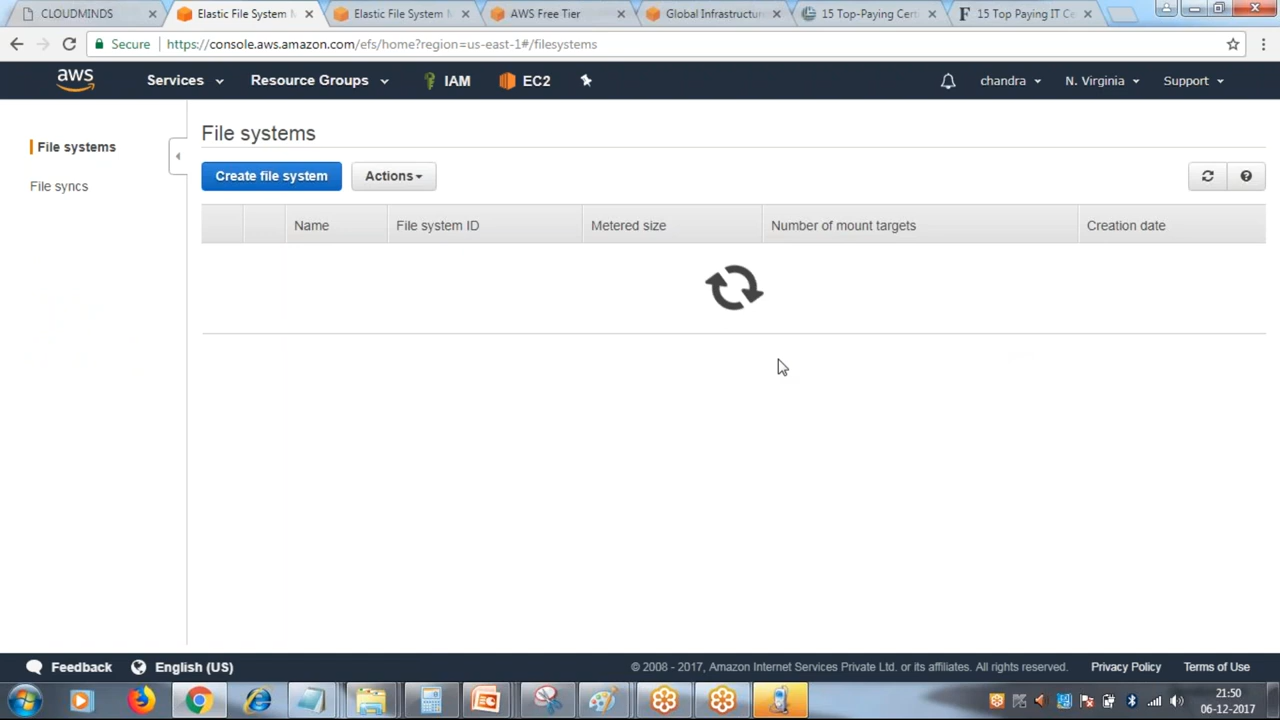 CLOUDMINDS
Elastic File System M
Elastic File System M
AWS Free Tier
Global Infrastructure
15 Top-Paying Cert
15 Top Paying IT Ce
Secure
https://console.aws.amazon.com/efs/home?region=us-east-1#/filesystems
aws
Services
Resource Groups
IAM
EC2
chandra
N. Virginia
Support
File systems
File syncs
File systems
Create file system
Actions
Name
File system ID
Metered size
Number of mount targets
Creation date
Feedback
English (US)
© 2008 - 2017, Amazon Internet Services Private Ltd. or its affiliates. All rights reserved.
Privacy Policy
Terms of Use
21:50
06-12-2017